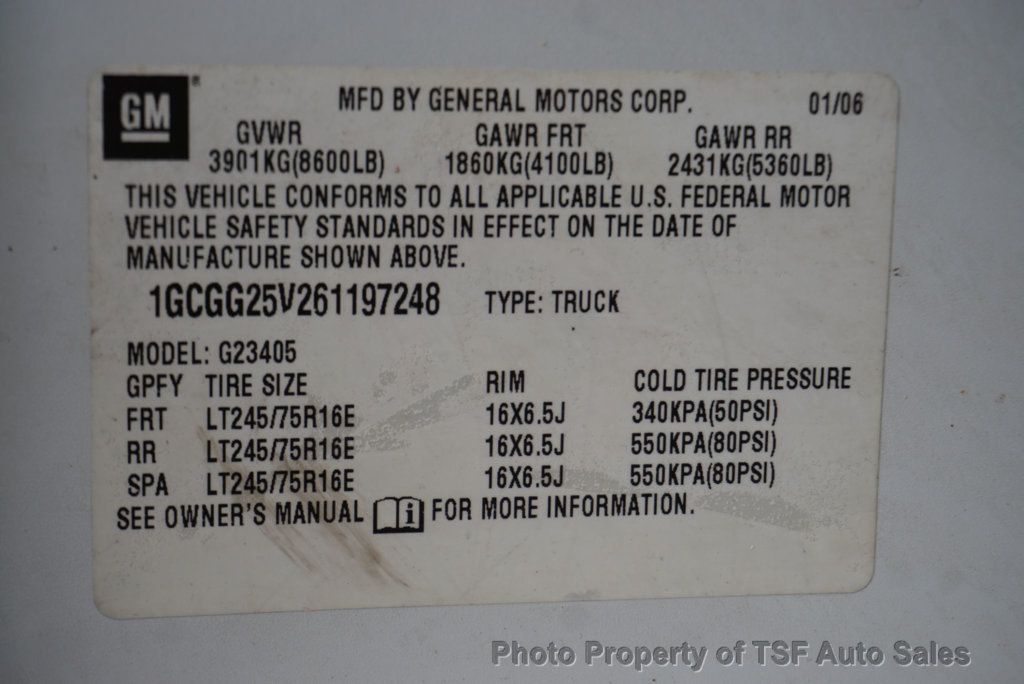 GM ® MFD BY GENERAL MOTORS CORP. 01/06
GVWR GAWR FRT GAWR RR
3901KG(8600LB) 1860KG(4100LB) 2431KG(5360LB)
THIS VEHICLE CONFORMS TO ALL APPLICABLE U.S. FEDERAL MOTOR
VEHICLE SAFETY STANDARDS IN EFFECT ON THE DATE OF
MANUFACTURE SHOWN ABOVE.
1GCGG25V261197248 TYPE: TRUCK
MODEL: G23405
GPFY TIRE SIZE RIM COLD TIRE PRESSURE
FRT LT245/75R16E 16X6.5J 340KPA(50PSI)
RR LT245/75R16E 16X6.5J 550KPA(80PSI)
SPA LT245/75R16E 16X6.5J 550KPA(80PSI)
SEE OWNER'S MANUAL i FOR MORE INFORMATION.
Photo Property of TSF Auto Sales